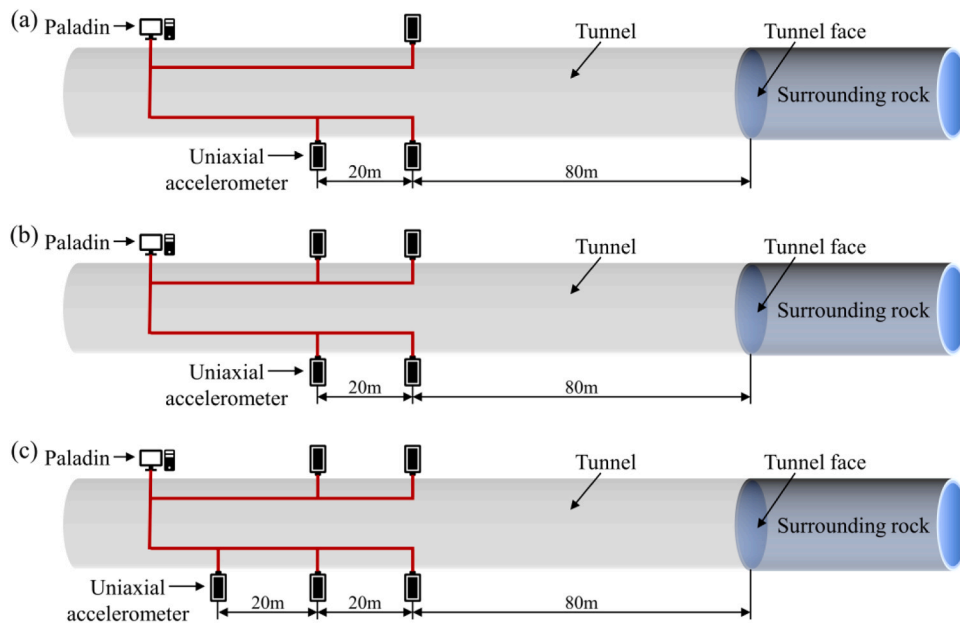 (a)
Paladin
Tunnel
Tunnel face
Surrounding rock
Uniaxial
accelerometer
20m
80m
(b)
Paladin
Tunnel
Tunnel face
Surrounding rock
Uniaxial
accelerometer
20m
80m
(c)
Paladin
Tunnel
Tunnel face
Surrounding rock
Uniaxial
accelerometer
20m
20m
80m